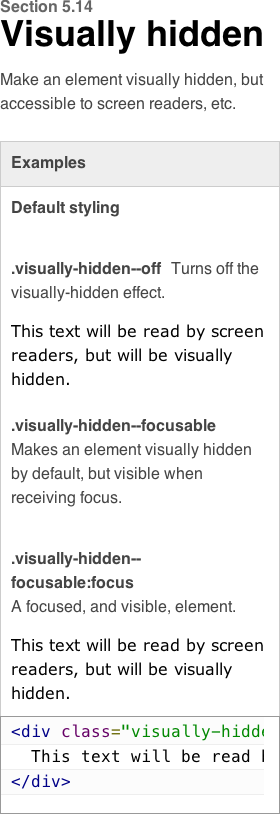 Section 5.14
Visually hidden
Make an element visually hidden, but
accessible to screen readers, etc.
Examples
Default styling
.visually-hidden--off Turns off the
visually-hidden effect.
This text will be read by screen
readers, but will be visually
hidden.
.visually-hidden--focusable
Makes an element visually hidden
by default, but visible when
receiving focus.
.visually-hidden--
focusable:focus
A focused, and visible, element.
This text will be read by screen
readers, but will be visually
hidden.
<div class="visually-hidde
This text will be read
</div>